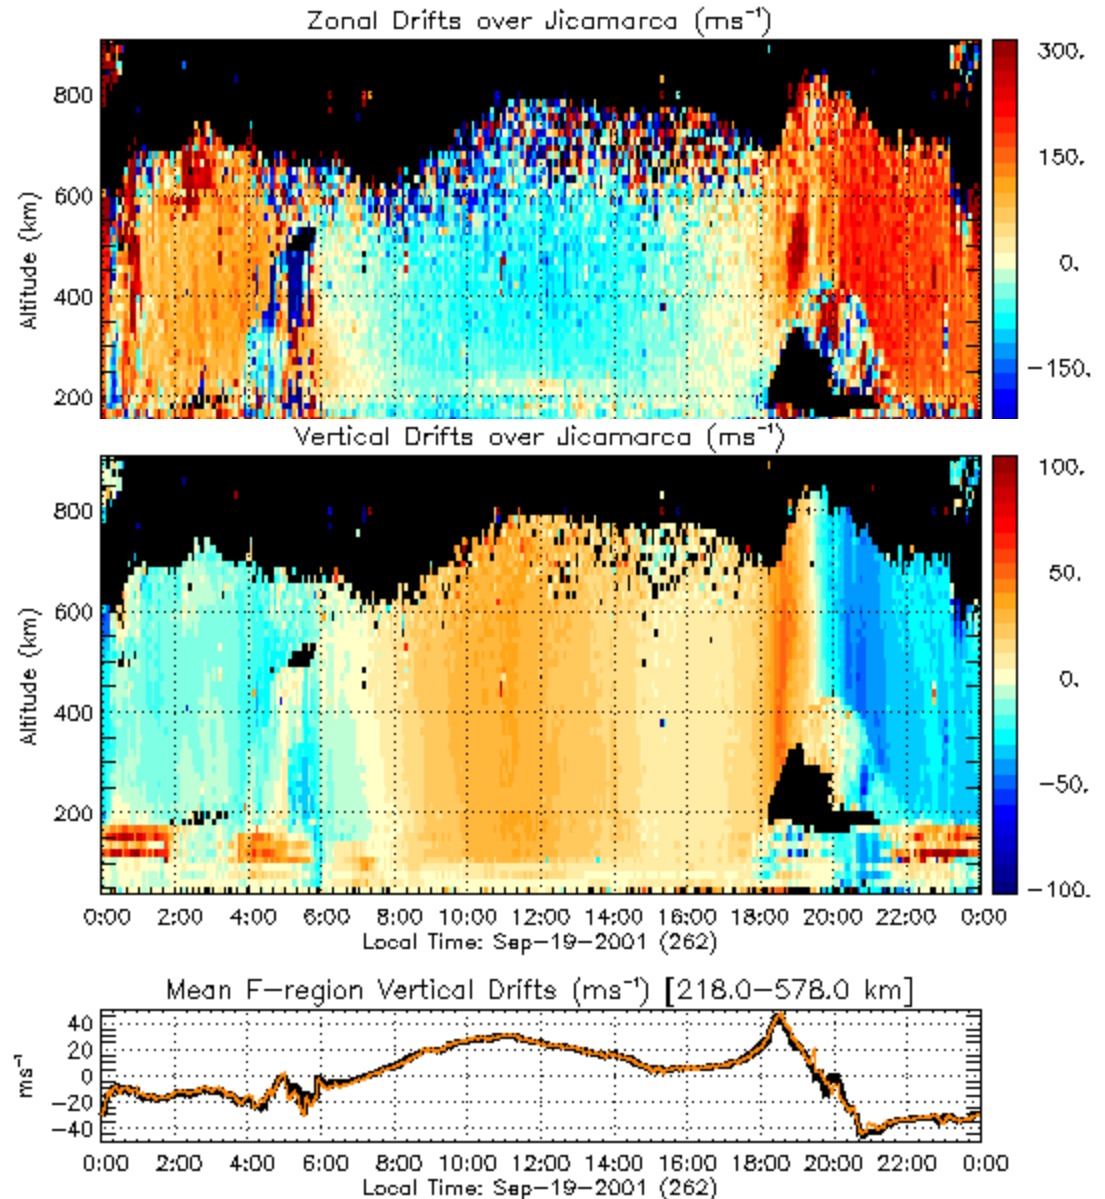 Zonal Drifts over Jicamarca (ms⁻¹)
800
600
400
200
Altitude (km)
300.
150.
0.
−150.
Vertical Drifts over Jicamarca (ms⁻¹)
800
600
400
200
Altitude (km)
100.
50.
0.
−50.
−100.
0:00 2:00 4:00 6:00 8:00 10:00 12:00 14:00 16:00 18:00 20:00 22:00 0:00
Local Time: Sep−19−2001 (262)
Mean F−region Vertical Drifts (ms⁻¹) [218.0−578.0 km]
40
20
0
−20
−40
ms⁻¹
0:00 2:00 4:00 6:00 8:00 10:00 12:00 14:00 16:00 18:00 20:00 22:00 0:00
Local Time: Sep−19−2001 (262)